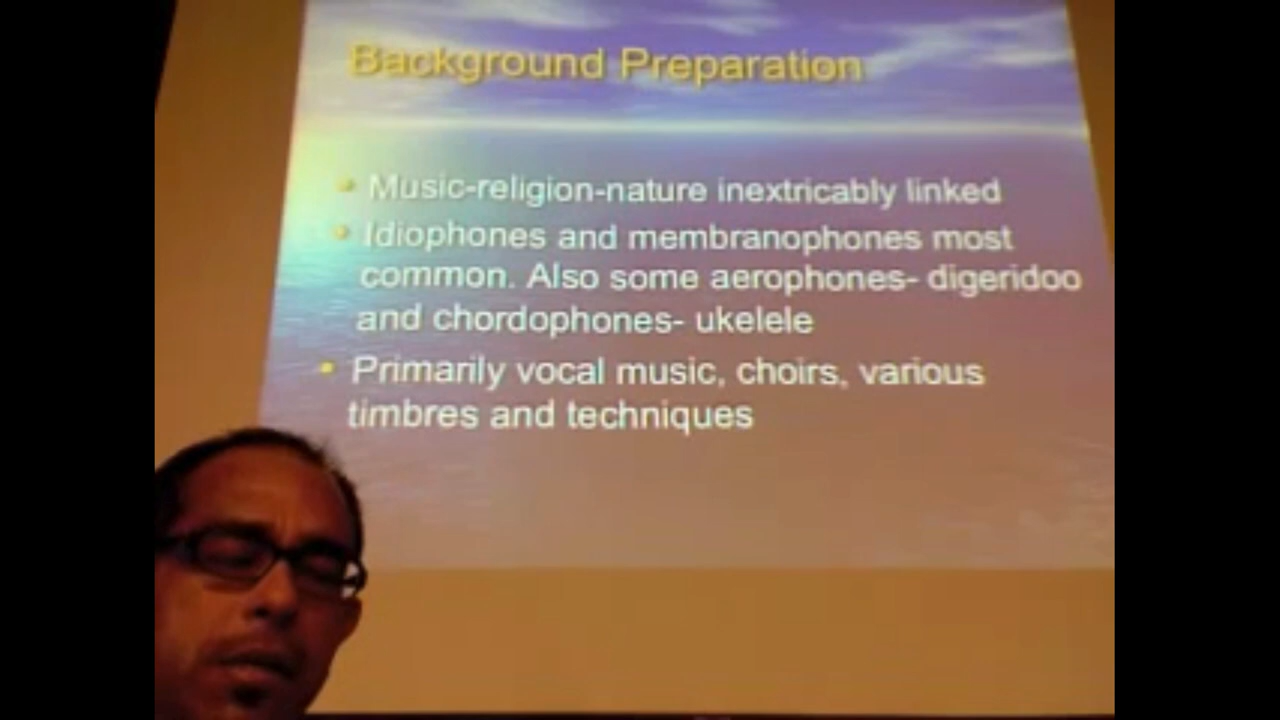 Background Preparation
Music-religion-nature inextricably linked
Idiophones and membranophones most
common. Also some aerophones- digeridoo
and chordophones- ukelele
Primarily vocal music, choirs, various
timbres and techniques